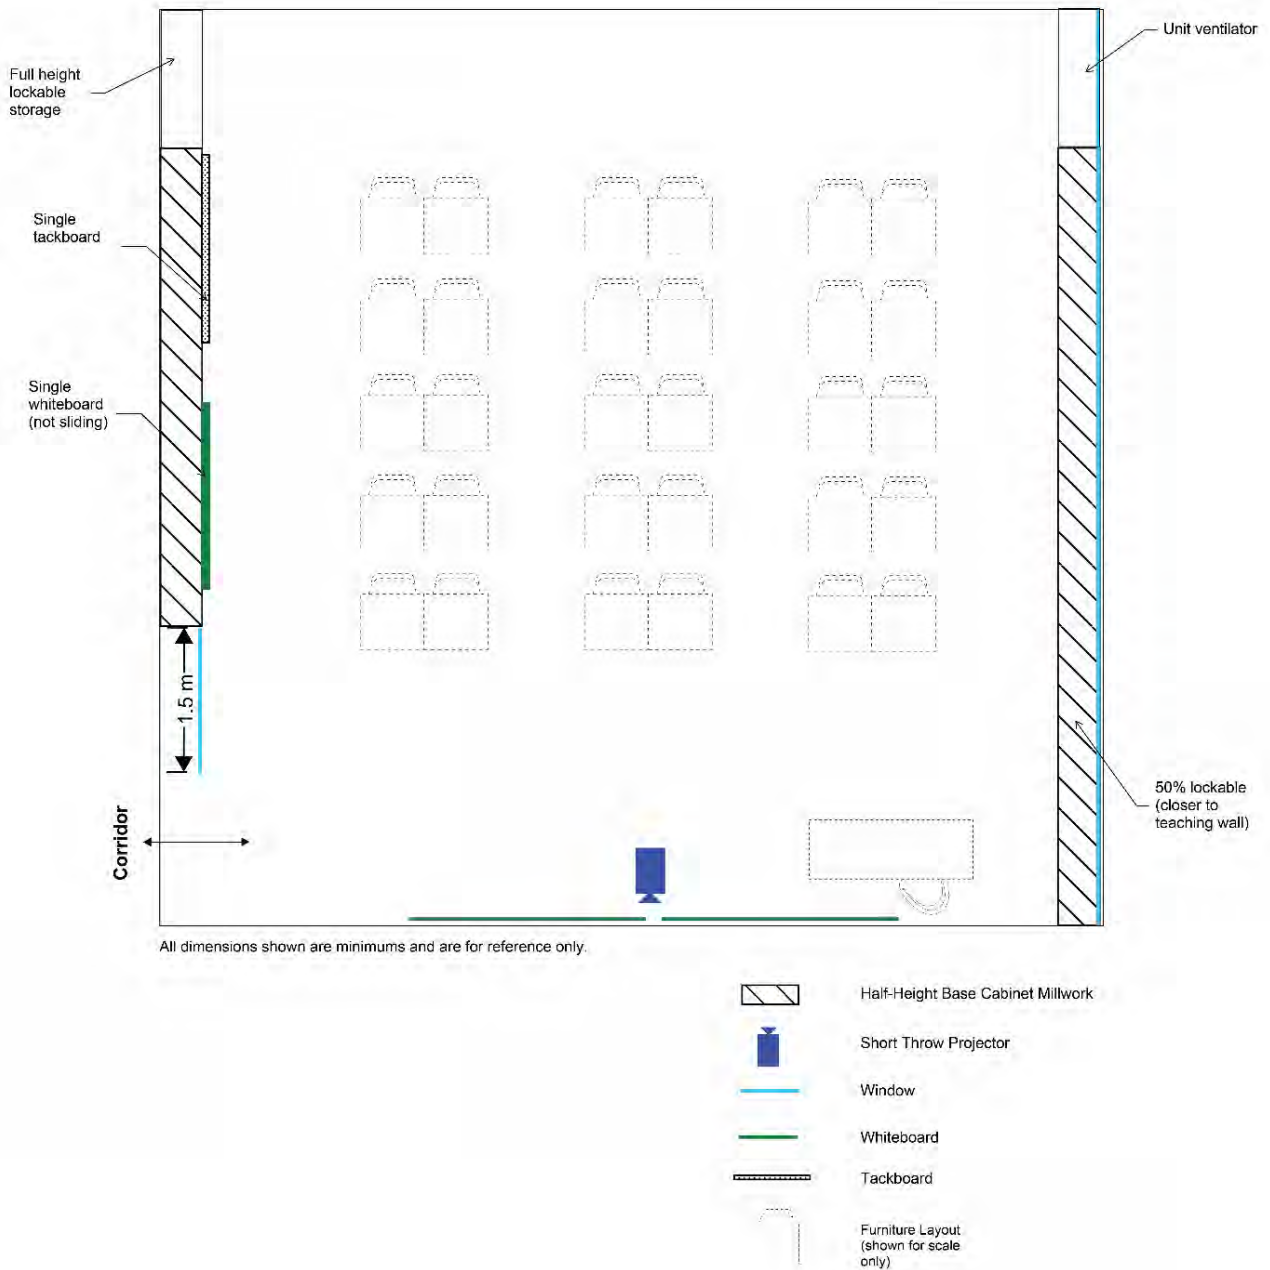 Unit ventilator
Full height
lockable
storage
Single
tackboard
Single
whiteboard
(not sliding)
1.5 m
50% lockable
(closer to
teaching wall)
Corridor
All dimensions shown are minimums and are for reference only.
Half-Height Base Cabinet Millwork
Short Throw Projector
Window
Whiteboard
Tackboard
Furniture Layout
(shown for scale
only)